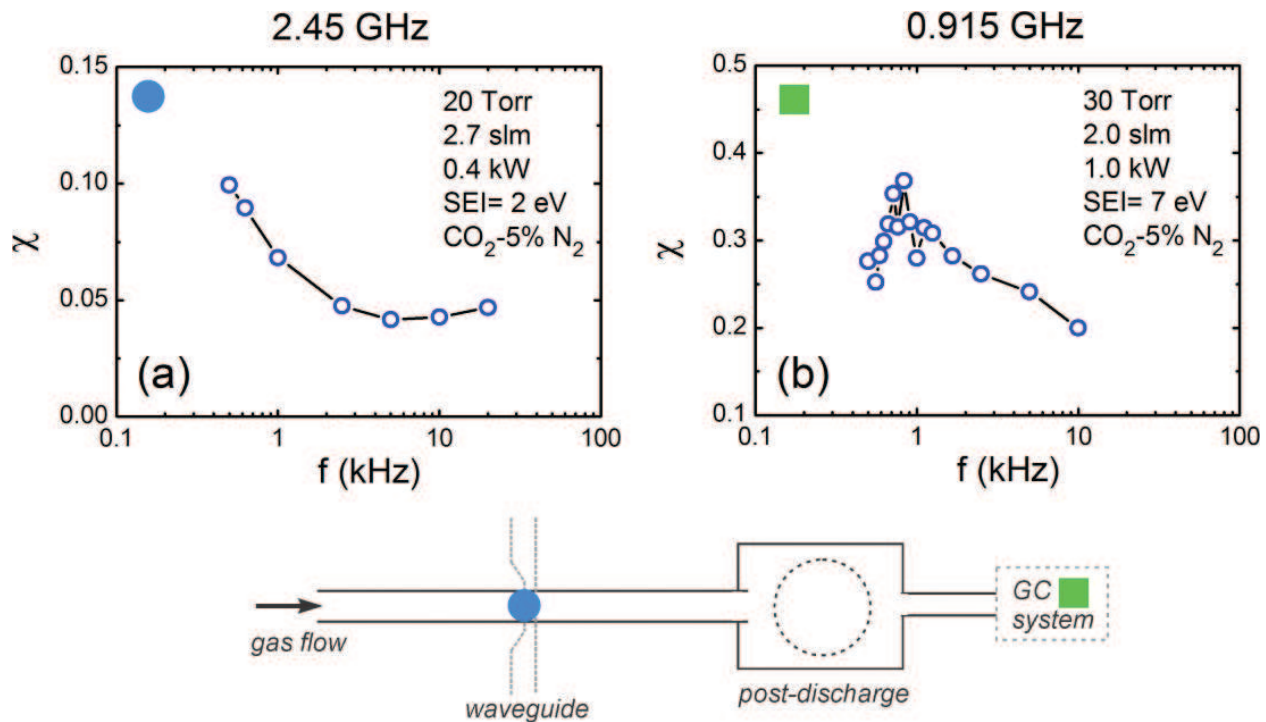 2.45 GHz
0.15
0.10
0.05
0.00
χ
20 Torr
2.7 slm
0.4 kW
SEI= 2 eV
CO₂-5% N₂
(a)
0.1
1
10
100
f (kHz)
0.915 GHz
0.5
0.4
0.3
0.2
0.1
χ
30 Torr
2.0 slm
1.0 kW
SEI= 7 eV
CO₂-5% N₂
(b)
0.1
1
10
100
f (kHz)
gas flow
waveguide
post-discharge
GC
system